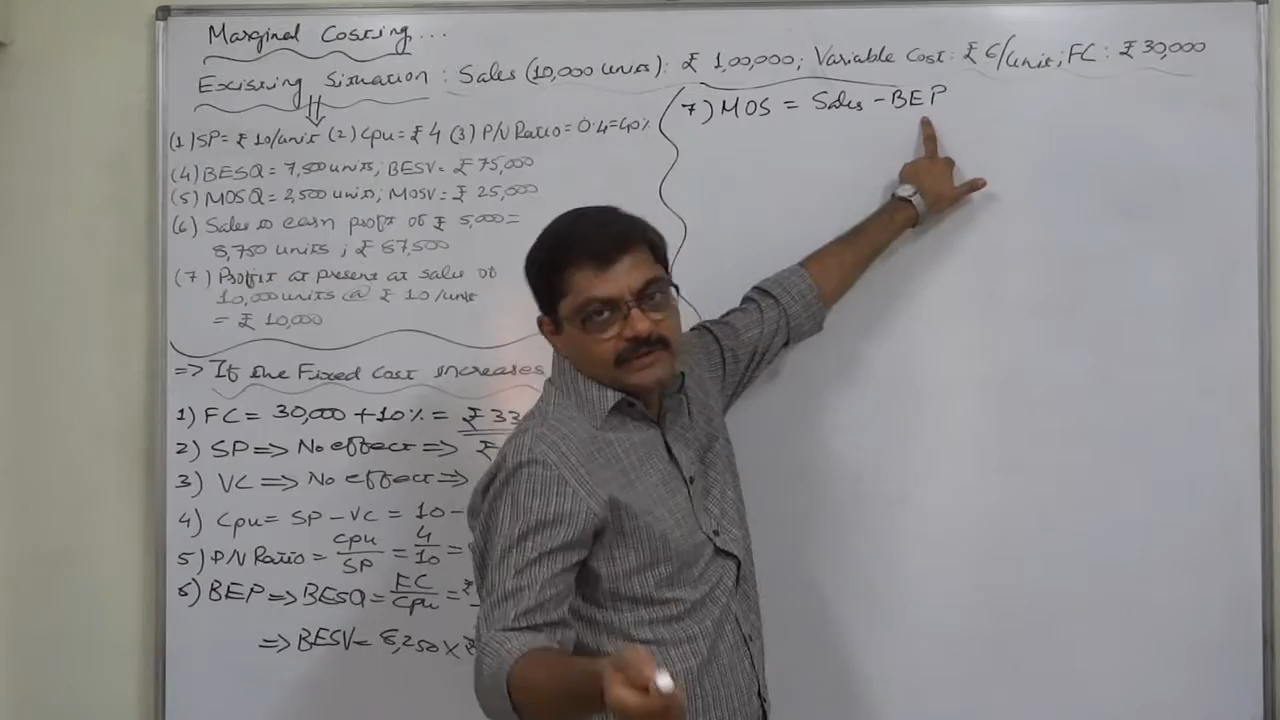 Marginal Costing...
Existing Situation : Sales (10,000 units): ₹ 1,00,000; Variable Cost: ₹ 6/unit; FC : ₹ 30,000
(1) SP= ₹ 10/unit (2) Cpu= ₹ 4 (3) P/V Ratio= 0.4=40%
(4) BESQ = 7,500 units; BESV= ₹ 75,000
(5) MOSQ = 2,500 units; MOSV= ₹ 25,000
(6) Sales to earn profit of ₹ 5,000=
8,750 units ; ₹ 87,500
(7) Profit at present at sales of
10,000 units @ ₹ 10/unit
= ₹ 10,000
=> If the Fixed Cost increases
1) FC = 30,000 + 10% = ₹ 33
2) SP => No effect => ₹
3) VC => No effect =>
4) Cpu= SP - VC = 10 -
5) P/V Ratio = Cpu/SP = 4/10 =
6) BEP => BESQ = FC/Cpu = ₹
=> BESV= 8,250 × ₹
7) MOS = Sales - BEP